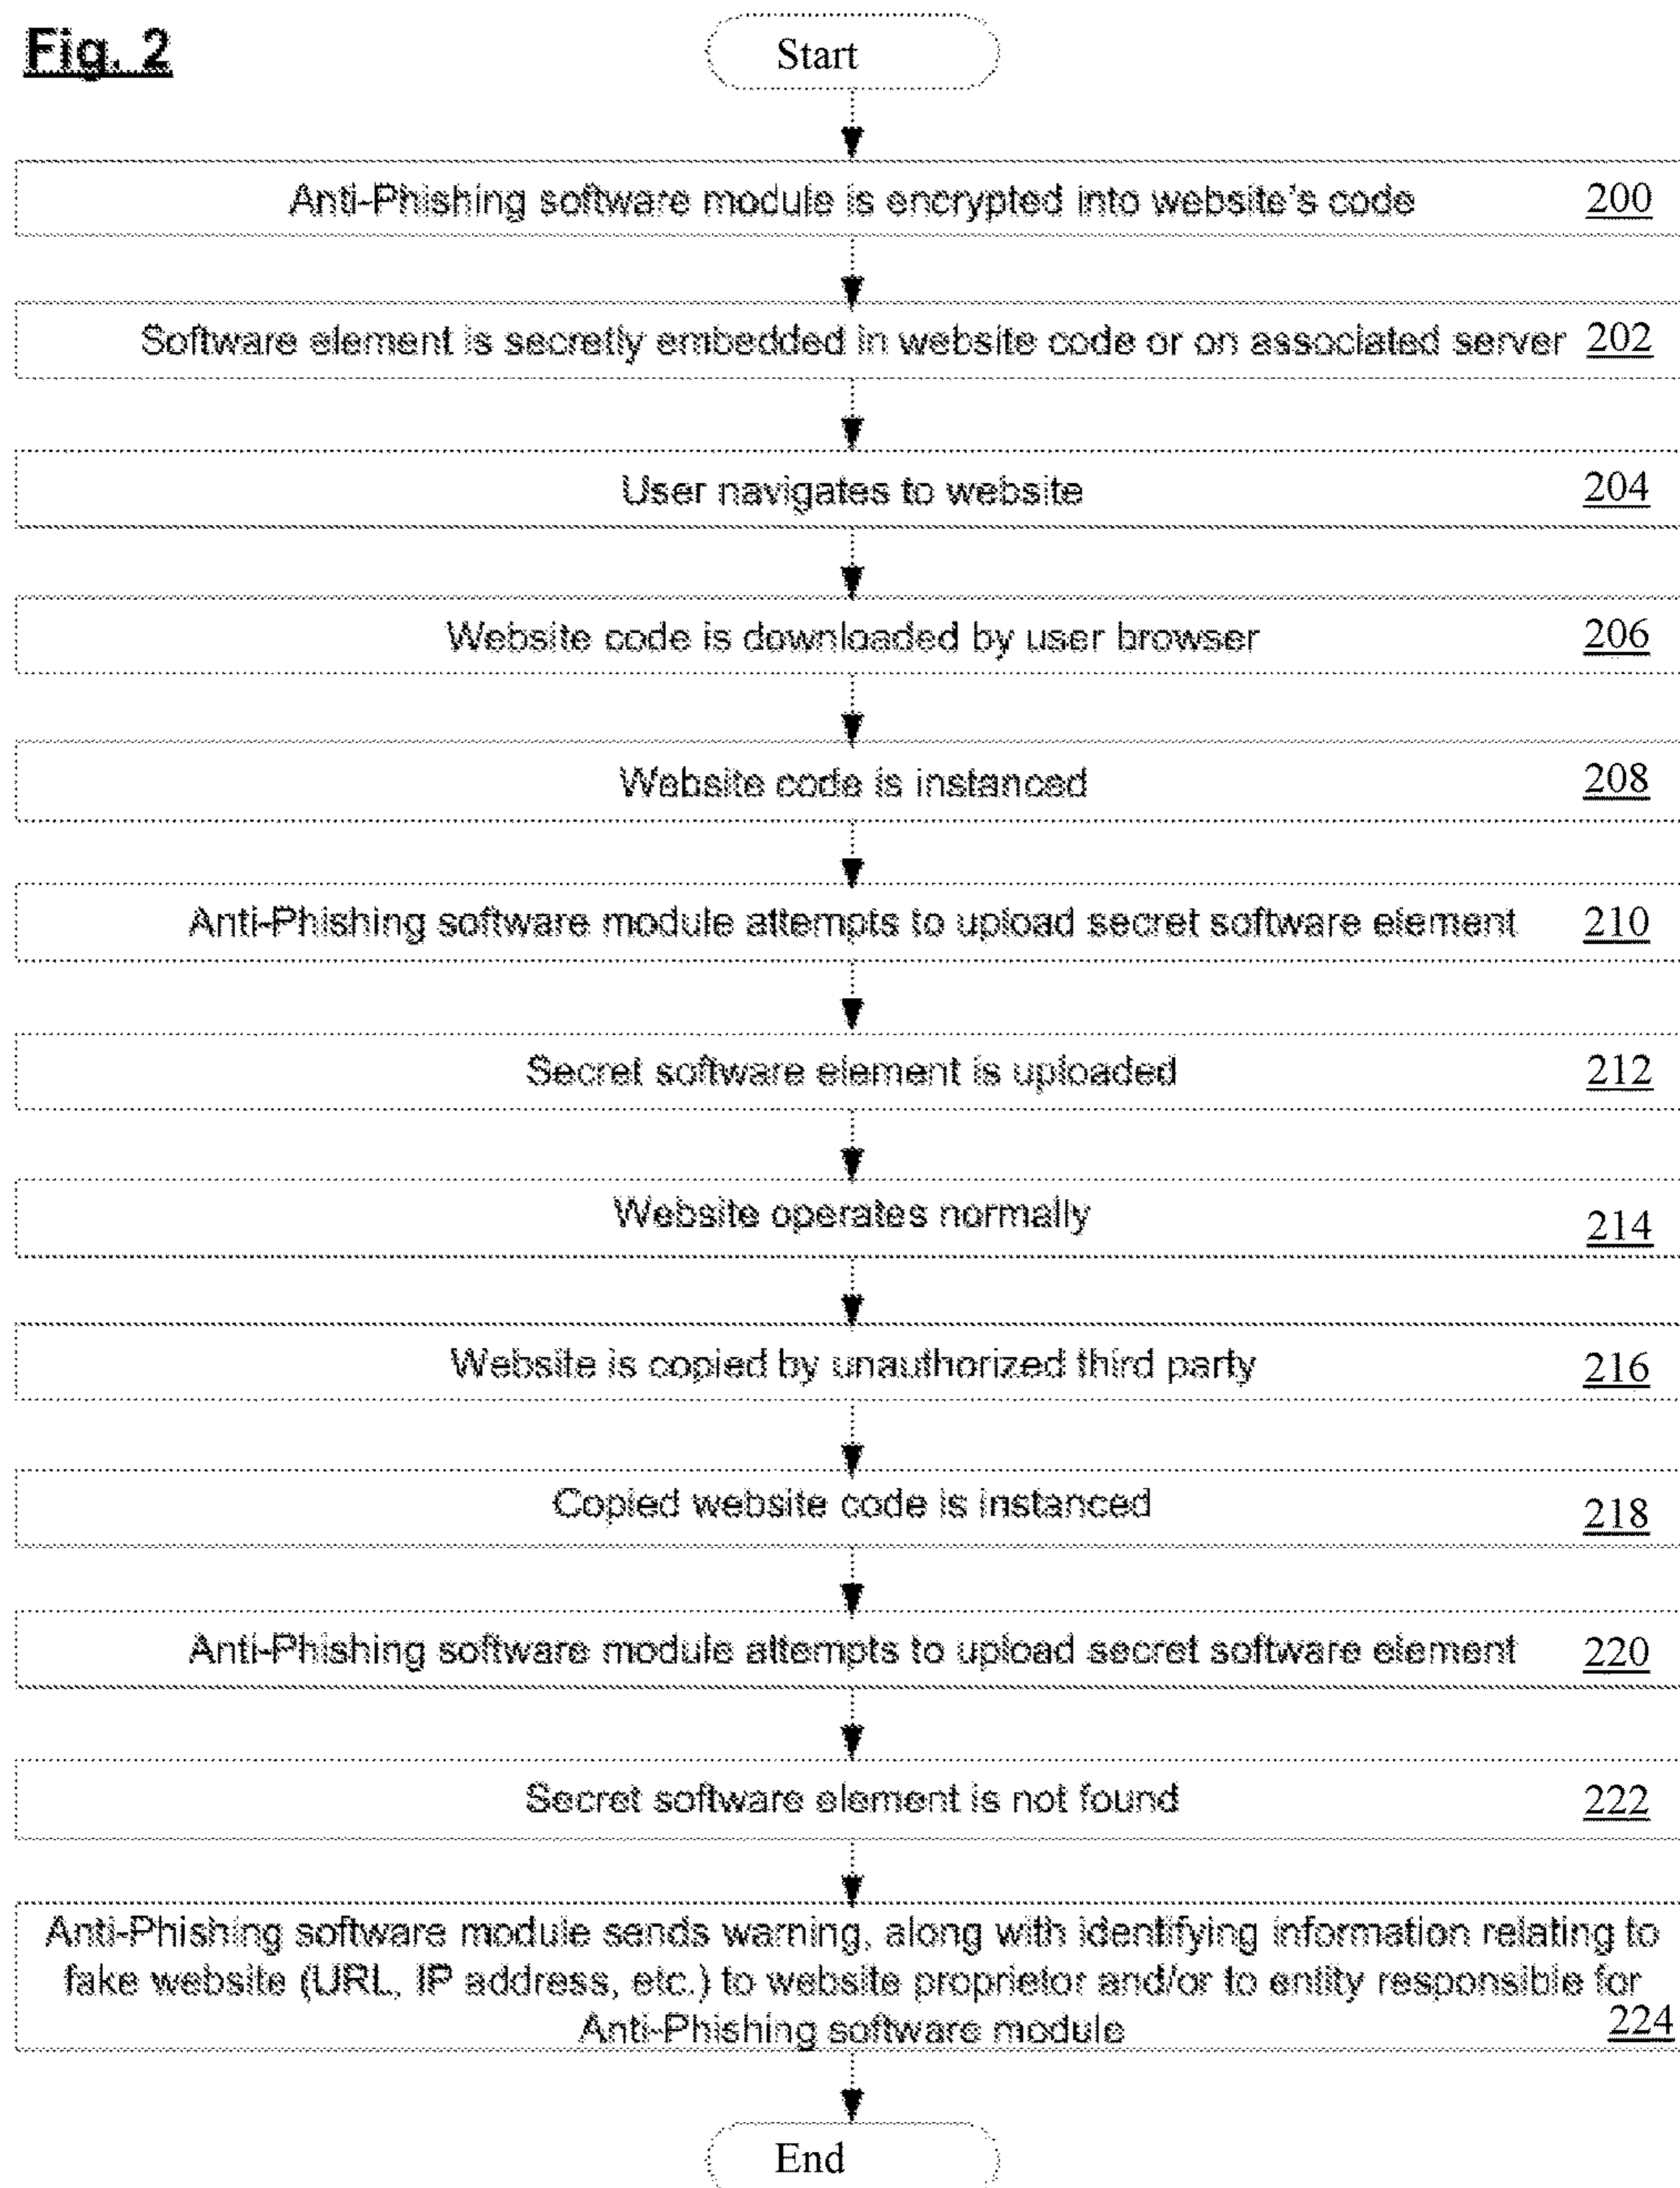 Fig. 2
Start
Anti-Phishing software module is encrypted into website's code 200
Software element is secretly embedded in website code or on associated server 202
User navigates to website 204
Website code is downloaded by user browser 206
Website code is instanced 208
Anti-Phishing software module attempts to upload secret software element 210
Secret software element is uploaded 212
Website operates normally 214
Website is copied by unauthorized third party 216
Copied website code is instanced 218
Anti-Phishing software module attempts to upload secret software element 220
Secret software element is not found 222
Anti-Phishing software module sends warning, along with identifying information relating to
fake website (URL, IP address, etc.) to website proprietor and/or to entity responsible for
Anti-Phishing software module 224
End